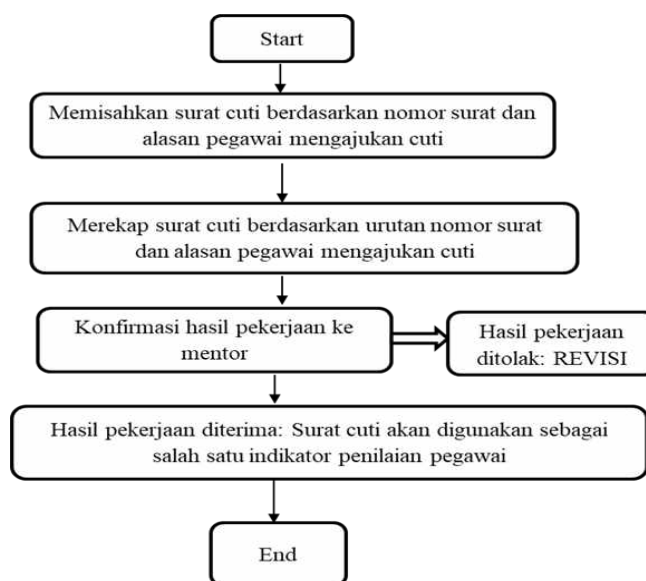 Start
Memisahkan surat cuti berdasarkan nomor surat dan
alasan pegawai mengajukan cuti
Merekap surat cuti berdasarkan urutan nomor surat
dan alasan pegawai mengajukan cuti
Konfirmasi hasil pekerjaan ke
mentor
Hasil pekerjaan
ditolak: REVISI
Hasil pekerjaan diterima: Surat cuti akan digunakan sebagai
salah satu indikator penilaian pegawai
End